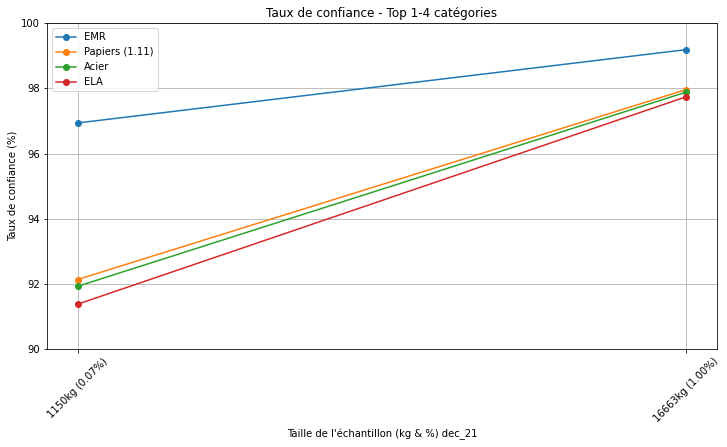 Taux de confiance - Top 1-4 catégories
EMR
Papiers (1.11)
Acier
ELA
Taux de confiance (%)
100
98
96
94
92
90
1150kg (0.07%)
16663kg (1.00%)
Taille de l'échantillon (kg & %) dec_21